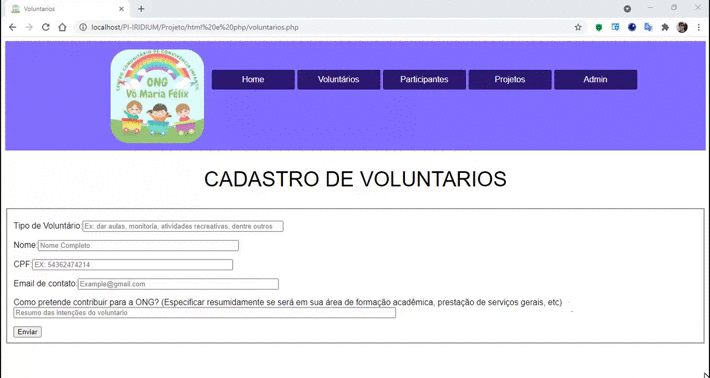 Voluntarios
localhost/PI-IRIDIUM/Projeto/html%20e%20php/voluntarios.php
CENTRO COMUNITÁRIO DE CONVIVÊNCIA INFANTIL
ONG
Vó Maria Félix
Home
Voluntários
Participantes
Projetos
Admin
CADASTRO DE VOLUNTARIOS
Tipo de Voluntário: Ex: dar aulas, monitoria, atividades recreativas, dentre outros
Nome: Nome Completo
CPF: EX: 54362474214
Email de contato: Example@gmail.com
Como pretende contribuir para a ONG? (Especificar resumidamente se será em sua área de formação acadêmica, prestação de serviços gerais, etc)
Resumo das intenções do voluntario
Enviar